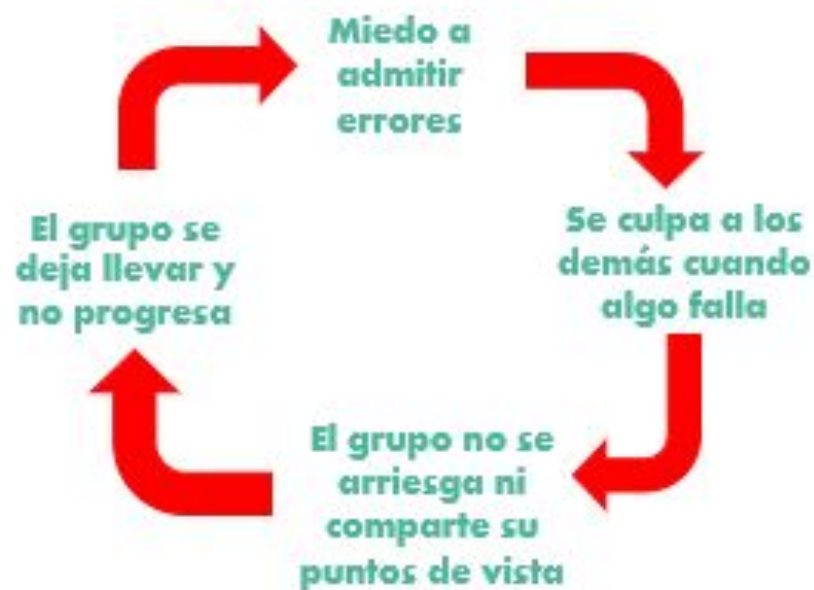 Miedo a
admitir
errores
Se culpa a los
demás cuando
algo falla
El grupo no se
arriesga ni
comparte su
puntos de vista
El grupo se
deja llevar y
no progresa